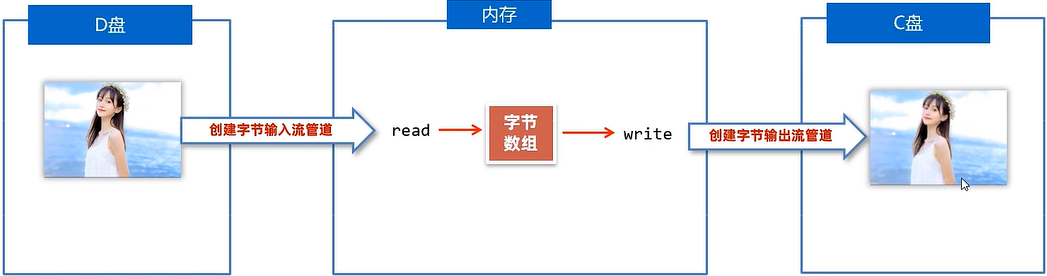 D盘
内存
C盘
创建字节输入流管道
read
字节
数组
write
创建字节输出流管道